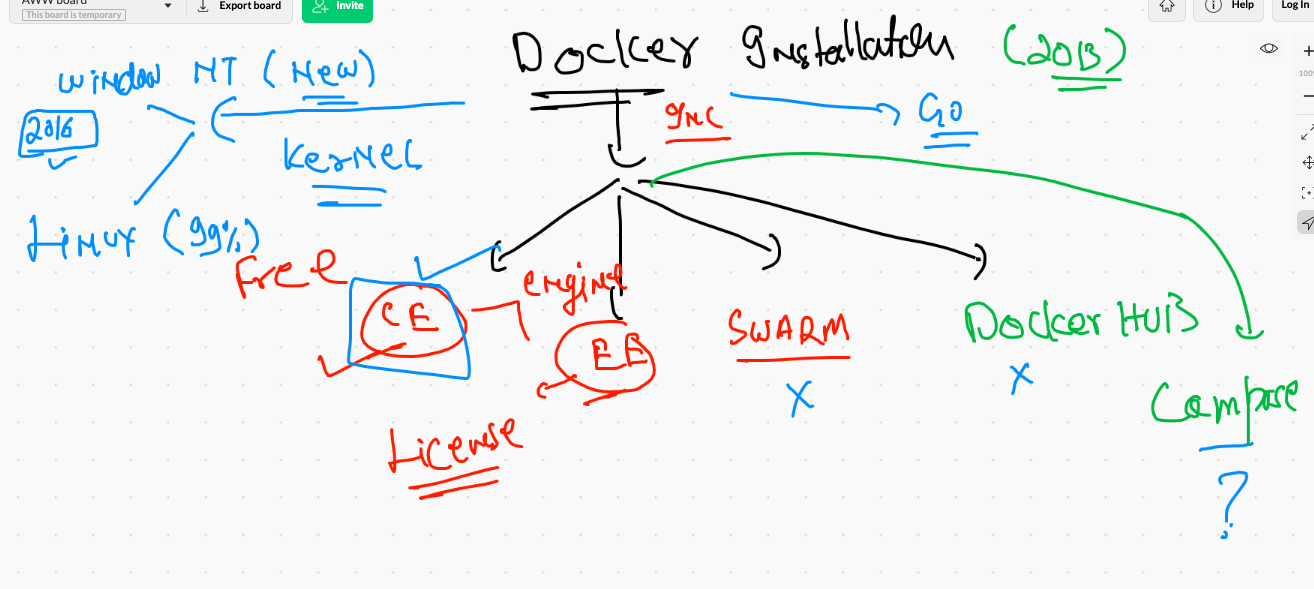 AWW board
This board is temporary
Export board
Invite
Help
Log In
100%
Docker Installation (2013)
Window NT (New)
2016
INC
GO
KerNEL
LiNUX (99%)
Free
CE
engine
EE
SWARM
X
Docker HUB
X
Compose
?
License